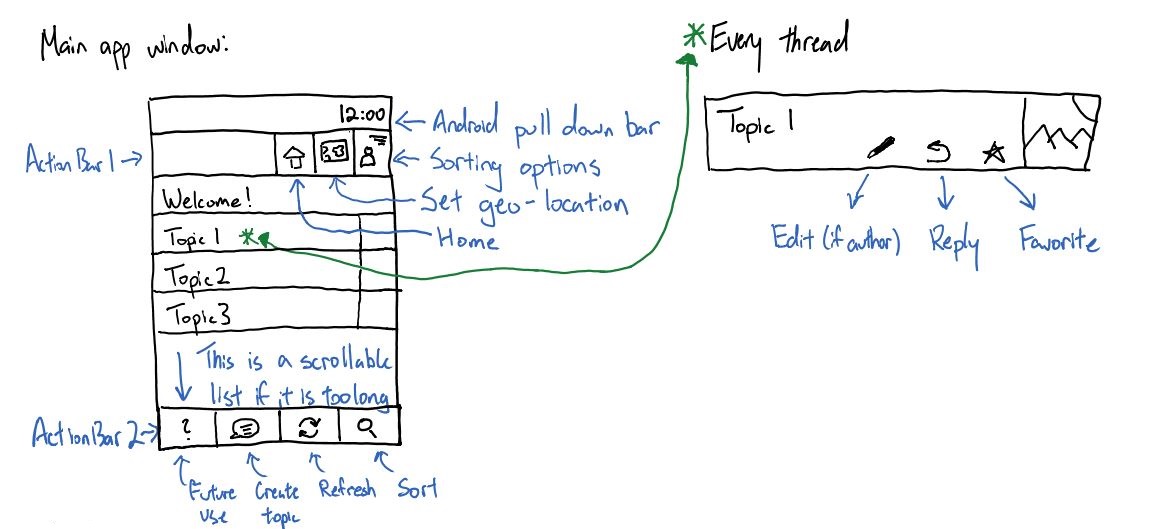 Main app window:
*Every thread
12:00
Android pull down bar
Action Bar 1
Sorting options
Set geo-location
Home
Welcome!
Topic 1 *
Topic 2
Topic 3
This is a scrollable
list if it is too long
Action Bar 2
?
Future
use
Create
topic
Refresh
Sort
Topic 1
Edit (if author)
Reply
Favorite